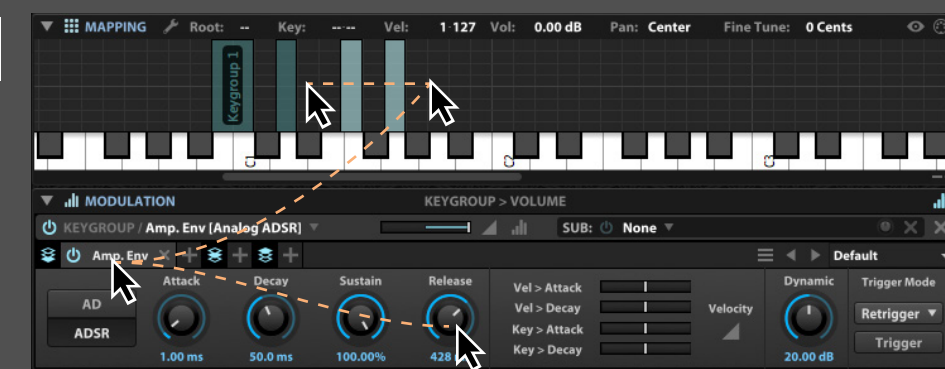 MAPPING Root: -- Key: ----- Vel: 1-127 Vol: 0.00 dB Pan: Center Fine Tune: 0 Cents
Keygroup 1
C1 C2 C3
MODULATION KEYGROUP > VOLUME
KEYGROUP / Amp. Env [Analog ADSR] SUB: None
Amp. Env Default
Attack Decay Sustain Release Dynamic Trigger Mode
AD
ADSR
Vel > Attack
Vel > Decay
Key > Attack
Key > Decay
Velocity
Retrigger
Trigger
1.00 ms 50.0 ms 100.00% 428 20.00 dB